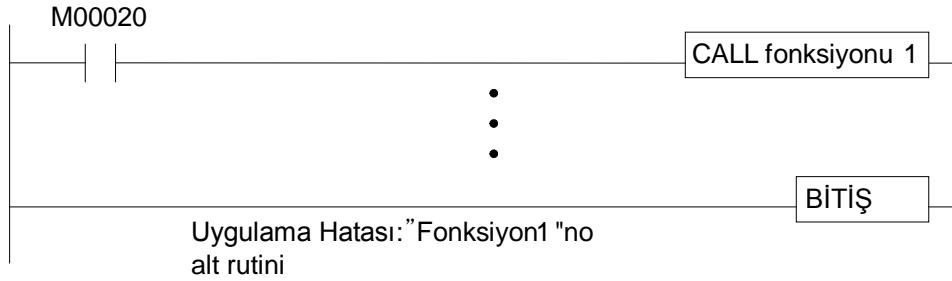 M00020
CALL fonksiyonu 1
BİTİŞ
Uygulama Hatası:”Fonksiyon1 "no
alt rutini